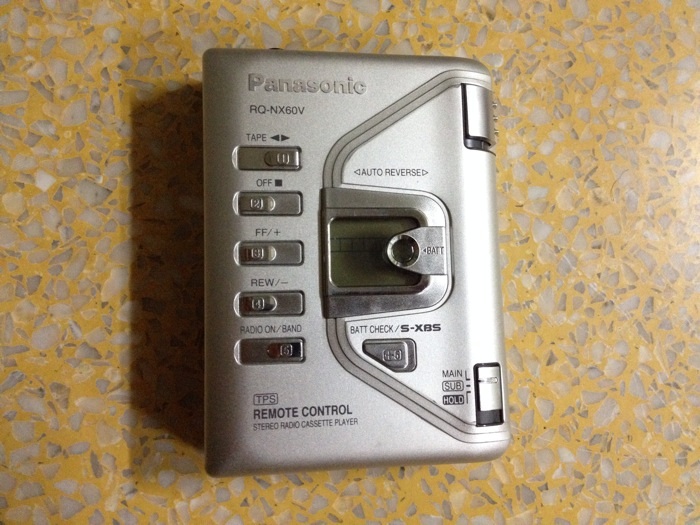 Panasonic
RQ-NX60V
TAPE ◄►
1
OFF ■
2
◁AUTO REVERSE▷
FF/+
3
◂BATT
REW/−
4
RADIO ON/BAND
5
BATT CHECK/S-XBS
MAIN
SUB
HOLD
TPS
REMOTE CONTROL
STEREO RADIO CASSETTE PLAYER